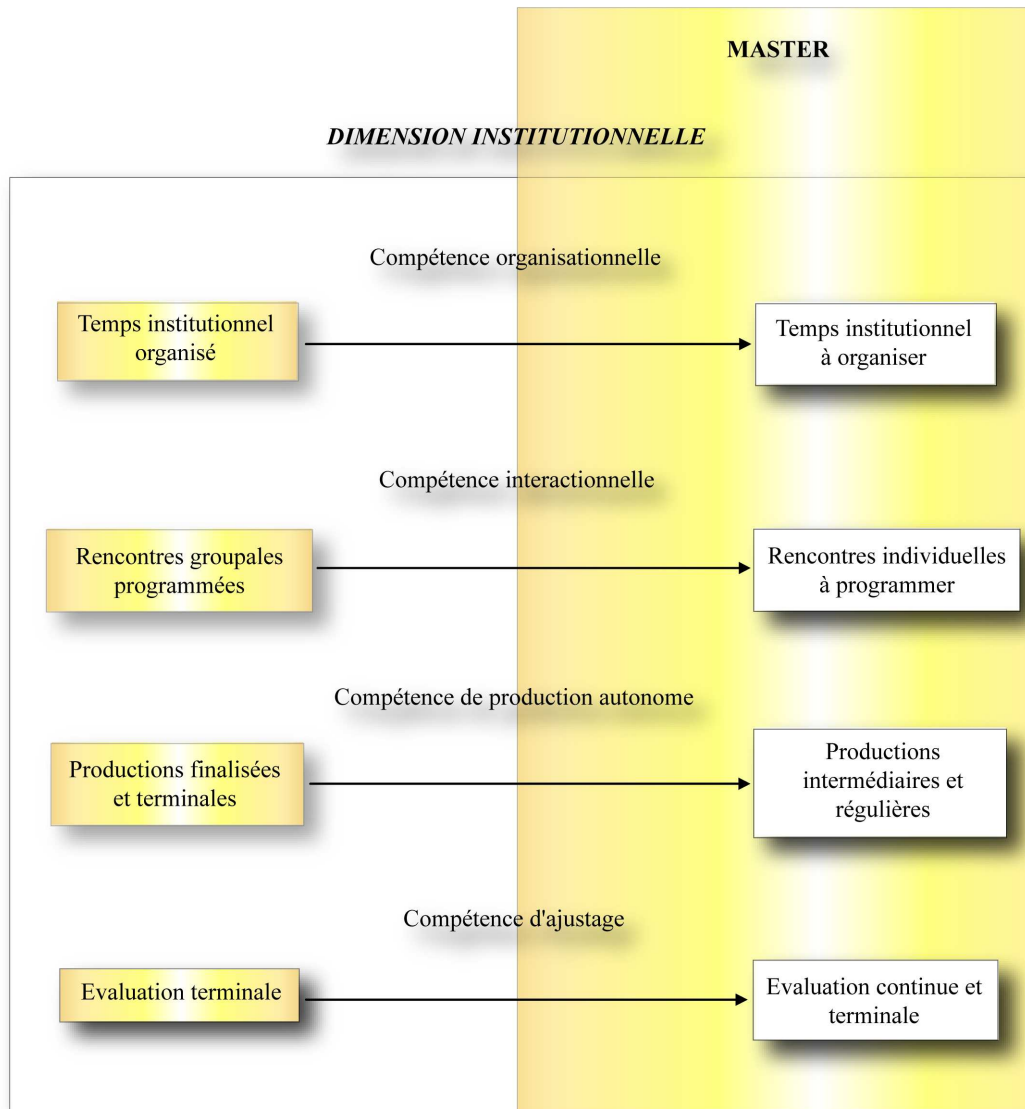 MASTER
DIMENSION INSTITUTIONNELLE
Compétence organisationnelle
Temps institutionnel
organisé
Temps institutionnel
à organiser
Compétence interactionnelle
Rencontres groupales
programmées
Rencontres individuelles
à programmer
Compétence de production autonome
Productions finalisées
et terminales
Productions
intermédiaires et
régulières
Compétence d'ajustage
Evaluation terminale
Evaluation continue et
terminale